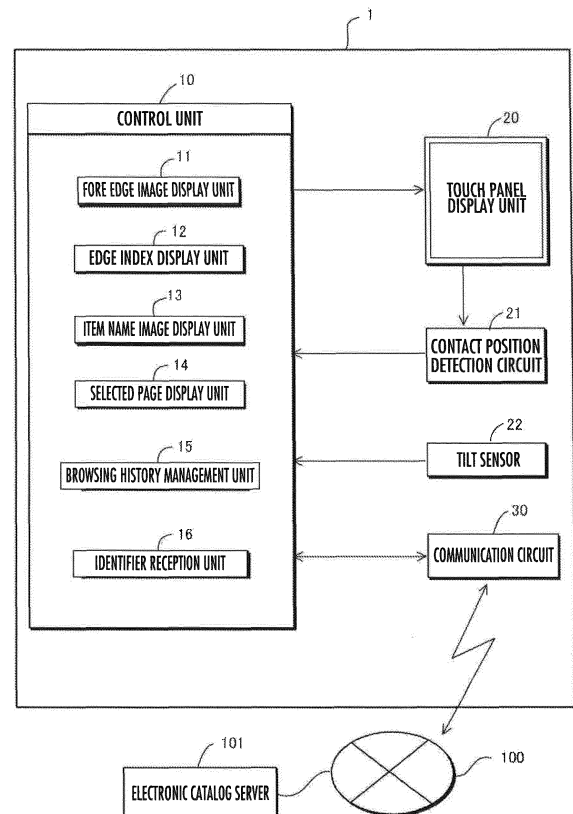 1
10
CONTROL UNIT
11
FORE EDGE IMAGE DISPLAY UNIT
12
EDGE INDEX DISPLAY UNIT
13
ITEM NAME IMAGE DISPLAY UNIT
14
SELECTED PAGE DISPLAY UNIT
15
BROWSING HISTORY MANAGEMENT UNIT
16
IDENTIFIER RECEPTION UNIT
20
TOUCH PANEL
DISPLAY UNIT
21
CONTACT POSITION
DETECTION CIRCUIT
22
TILT SENSOR
30
COMMUNICATION CIRCUIT
101
ELECTRONIC CATALOG SERVER
100